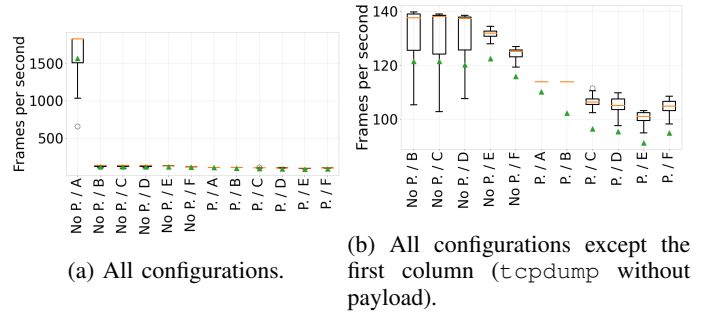 Frames per second
1500
1000
500
No P. / A
No P. / B
No P. / C
No P. / D
No P. / E
No P. / F
P. / A
P. / B
P. / C
P. / D
P. / E
P. / F
(a) All configurations.
Frames per second
140
120
100
No P. / B
No P. / C
No P. / D
No P. / E
No P. / F
P. / A
P. / B
P. / C
P. / D
P. / E
P. / F
(b) All configurations except the
first column (tcpdump without
payload).